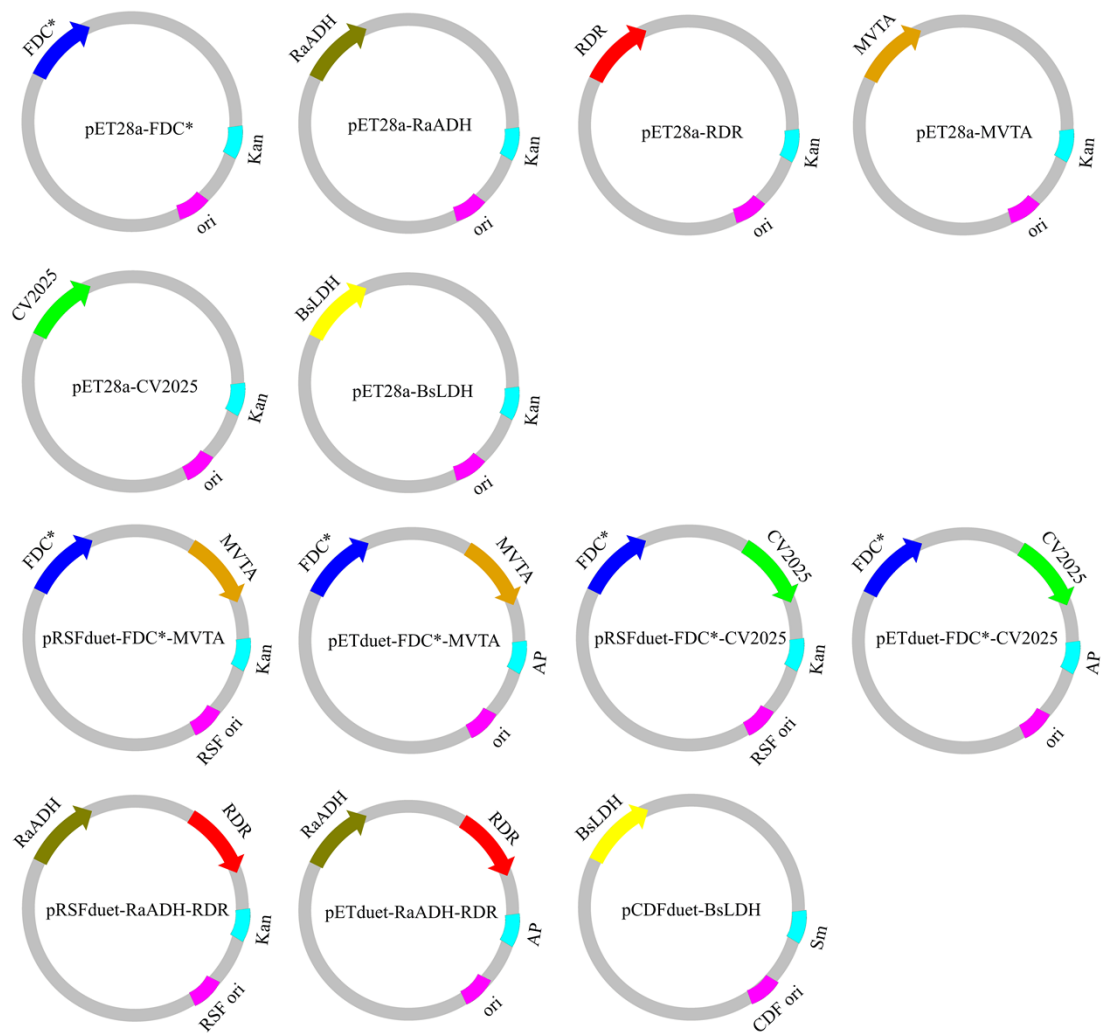 FDC*
pET28a-FDC*
Kan
ori
RaADH
pET28a-RaADH
Kan
ori
RDR
pET28a-RDR
Kan
ori
MVTA
pET28a-MVTA
Kan
ori
CV2025
pET28a-CV2025
Kan
ori
BsLDH
pET28a-BsLDH
Kan
ori
FDC*
MVTA
pRSFduet-FDC*-MVTA
Kan
RSF ori
FDC*
MVTA
pETduet-FDC*-MVTA
AP
ori
FDC*
CV2025
pRSFduet-FDC*-CV2025
Kan
RSF ori
FDC*
CV2025
pETduet-FDC*-CV2025
AP
ori
RaADH
RDR
pRSFduet-RaADH-RDR
Kan
RSF ori
RaADH
RDR
pETduet-RaADH-RDR
AP
ori
BsLDH
pCDFduet-BsLDH
Sm
CDF ori